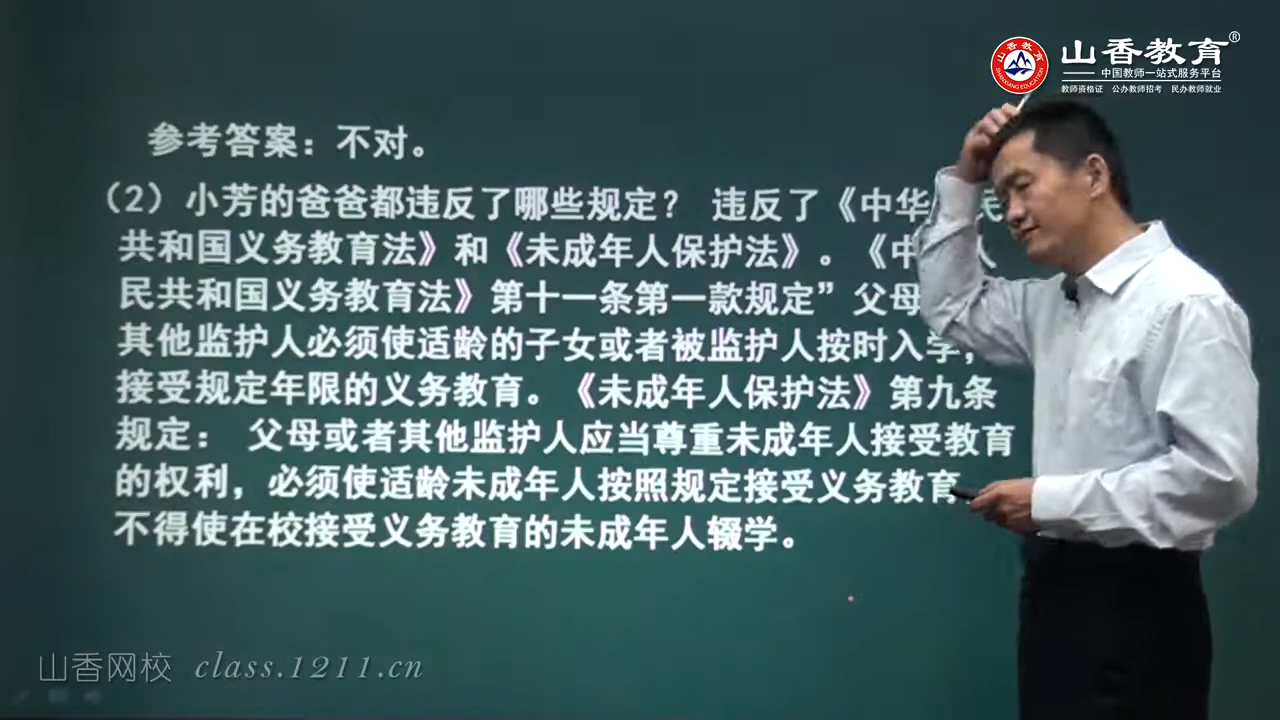 山香教育®
中国教师一站式服务平台
教师资格证 公办教师招考 民办教师就业
山香教育
SHANXIANG EDUCATION
参考答案：不对。
（2）小芳的爸爸都违反了哪些规定？ 违反了《中华 民
共和国义务教育法》和《未成年人保护法》。《中 人
民共和国义务教育法》第十一条第一款规定”父母
其他监护人必须使适龄的子女或者被监护人按时入学，
接受规定年限的义务教育。《未成年人保护法》第九条
规定： 父母或者其他监护人应当尊重未成年人接受教育
的权利，必须使适龄未成年人按照规定接受义务教育
不得使在校接受义务教育的未成年人辍学。
山香网校 class.1211.cn